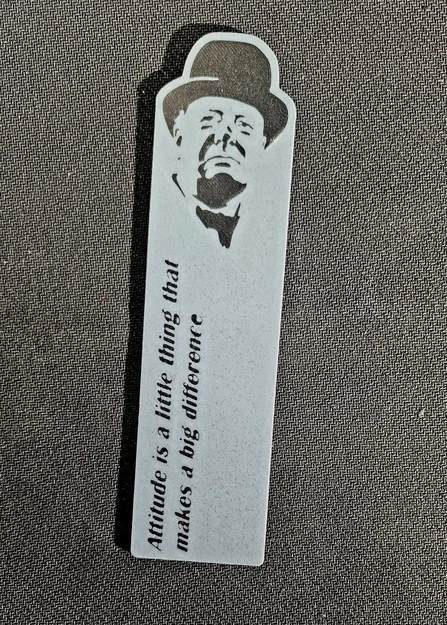 Attitude is a little thing that
makes a big difference